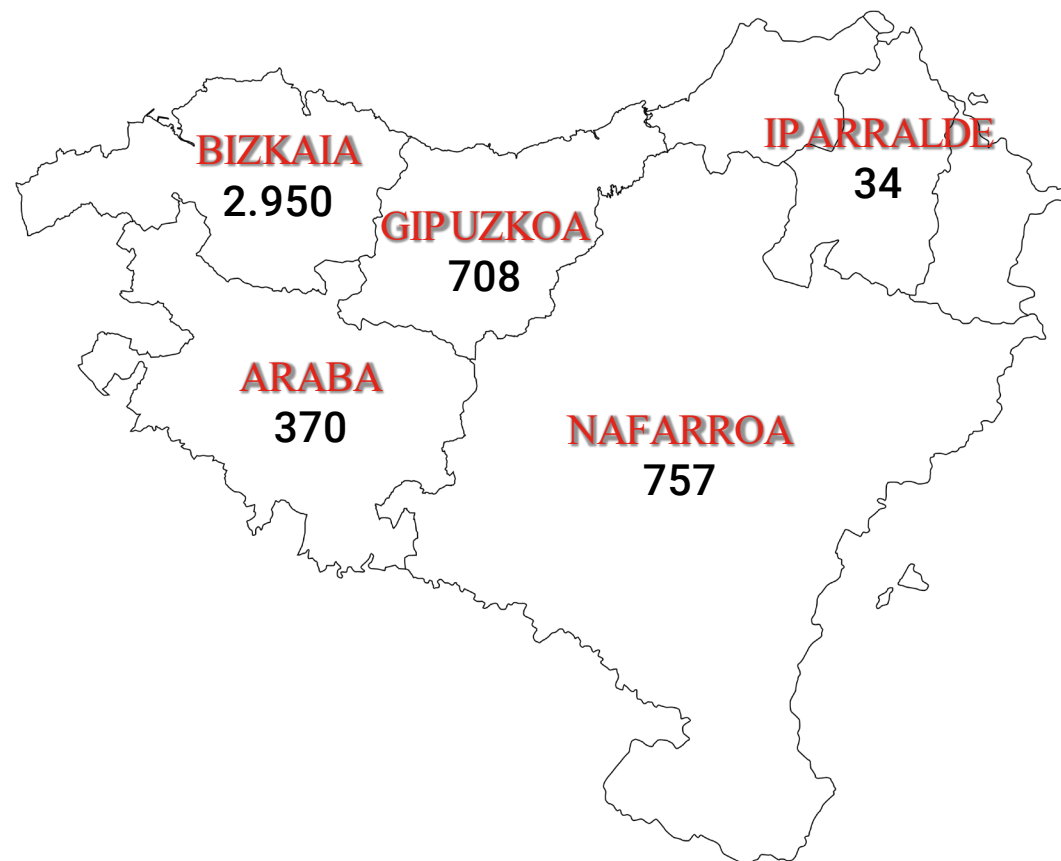 BIZKAIA
2.950
IPARRALDE
34
GIPUZKOA
708
ARABA
370
NAFARROA
757